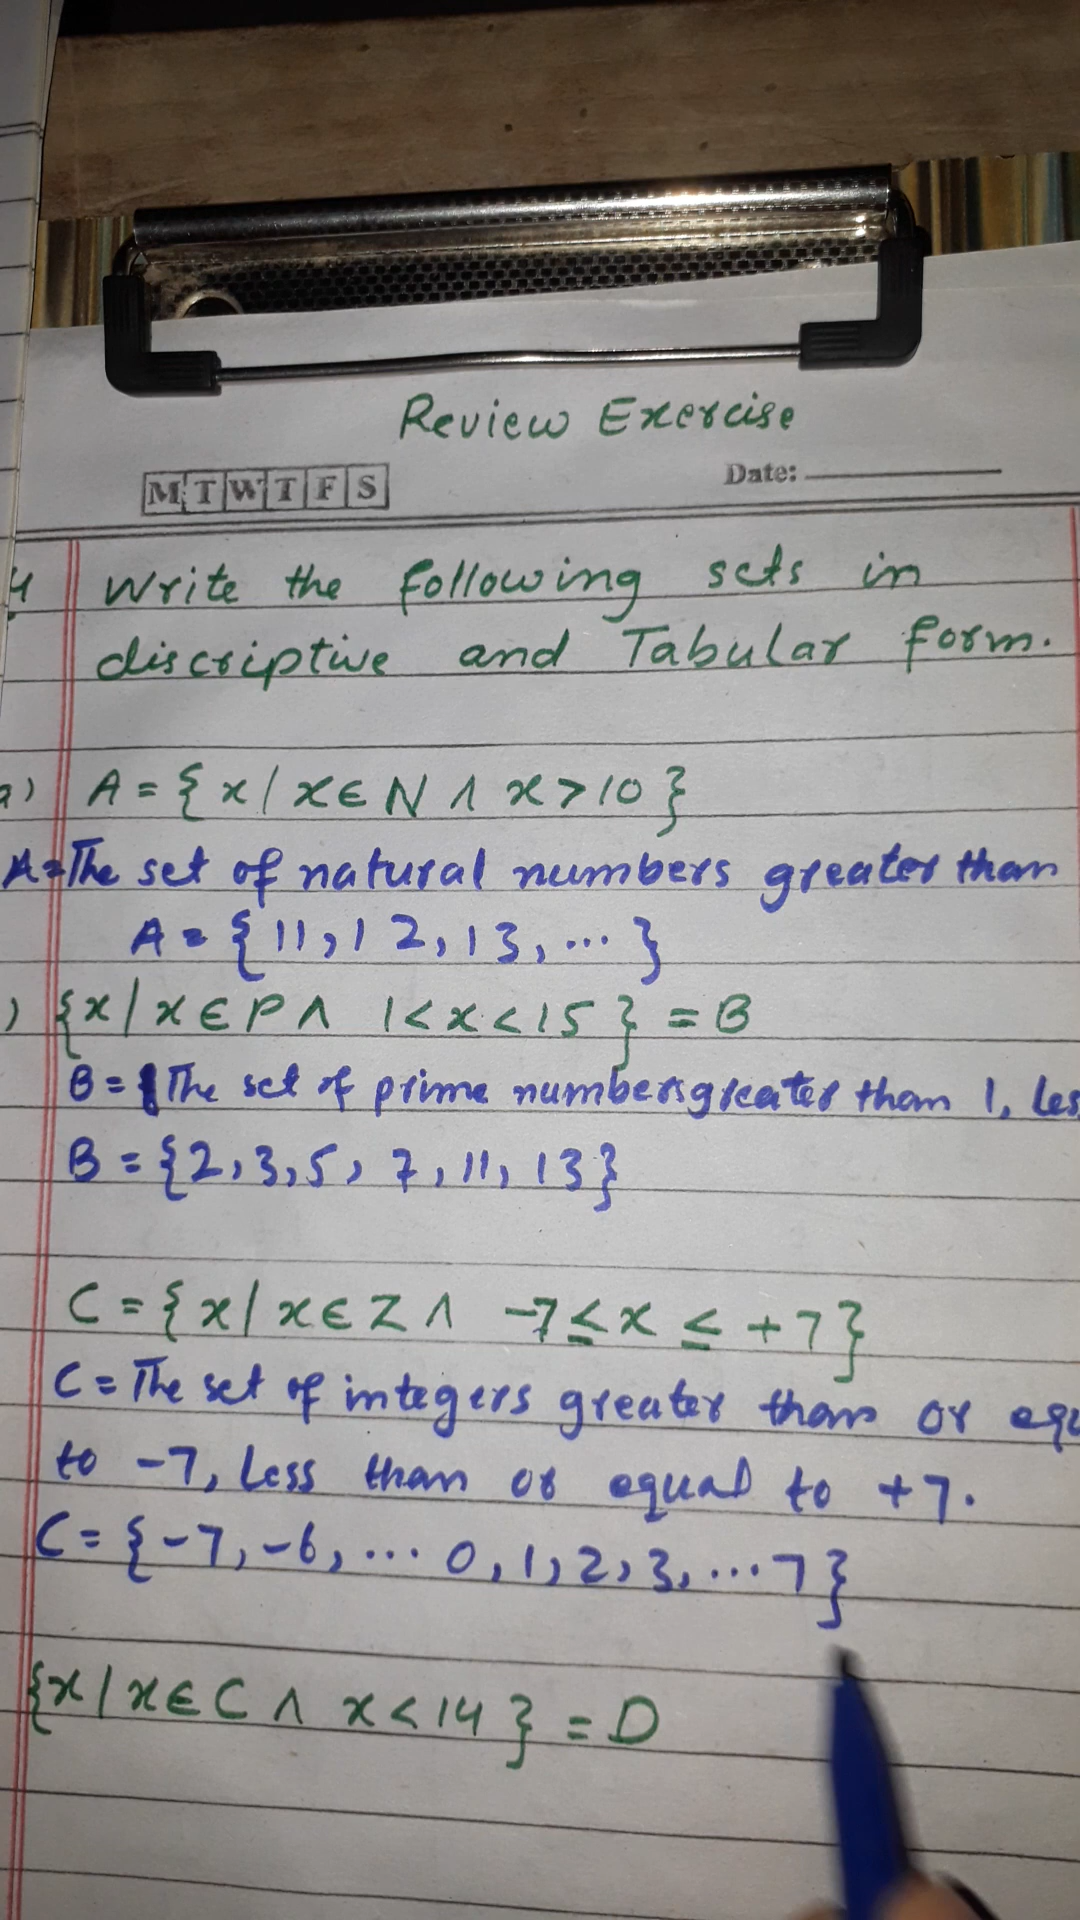 Review Exercise
M T W T F S
Date:
Write the following sets in
discriptive and Tabular form.
a) A = { x / x ∈ N ∧ x > 10 }
A = The set of natural numbers greater than
A = { 11, 12, 13, ... }
) { x / x ∈ P ∧ 1 < x < 15 } = B
B = The set of prime numbers greater than 1, Les
B = { 2, 3, 5, 7, 11, 13 }
C = { x / x ∈ Z ∧ -7 ≤ x ≤ +7 }
C = The set of integers greater than or equ
to -7, Less than or equal to +7.
C = { -7, -6, ... 0, 1, 2, 3, ... 7 }
{ x / x ∈ C ∧ x < 14 } = D